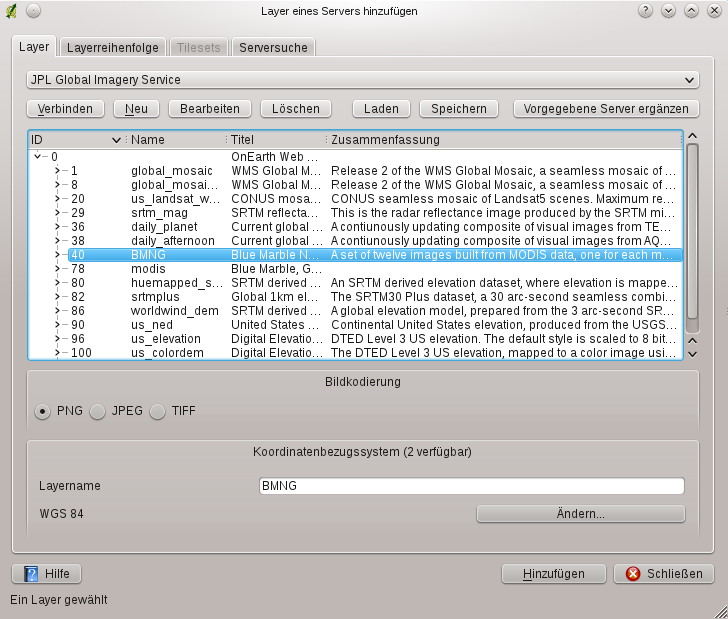 Layer eines Servers hinzufügen
Layer Layerreihenfolge Tilesets Serversuche
JPL Global Imagery Service
Verbinden Neu Bearbeiten Löschen Laden Speichern Vorgegebene Server ergänzen
ID Name Titel Zusammenfassung
0 OnEarth Web ...
1 global_mosaic WMS Global M... Release 2 of the WMS Global Mosaic, a seamless mosaic of ...
8 global_mosai... WMS Global M... Release 2 of the WMS Global Mosaic, a seamless mosaic of ...
20 us_landsat_w... CONUS mosa... CONUS seamless mosaic of Landsat5 scenes. Maximum re...
29 srtm_mag SRTM reflecta... This is the radar reflectance image produced by the SRTM mi...
36 daily_planet Current global ... A contiunously updating composite of visual images from TE...
38 daily_afternoon Current global ... A contiunously updating composite of visual images from AQ...
40 BMNG Blue Marble N... A set of twelve images built from MODIS data, one for each m...
78 modis Blue Marble, G...
80 huemapped_s... SRTM derived ... An SRTM derived elevation dataset, where elevation is mappe...
82 srtmplus Global 1km el... The SRTM30 Plus dataset, a 30 arc-second seamless combi...
86 worldwind_dem SRTM derived ... A global elevation model, prepared from the 3 arc-second SR...
90 us_ned United States ... Continental United States elevation, produced from the USGS...
96 us_elevation Digital Elevatio... DTED Level 3 US elevation. The default style is scaled to 8 bit...
100 us_colordem Digital Elevatio... The DTED Level 3 US elevation, mapped to a color image usi...
Bildkodierung
PNG JPEG TIFF
Koordinatenbezugssystem (2 verfügbar)
Layername BMNG
WGS 84 Ändern...
Hilfe Hinzufügen Schließen
Ein Layer gewählt